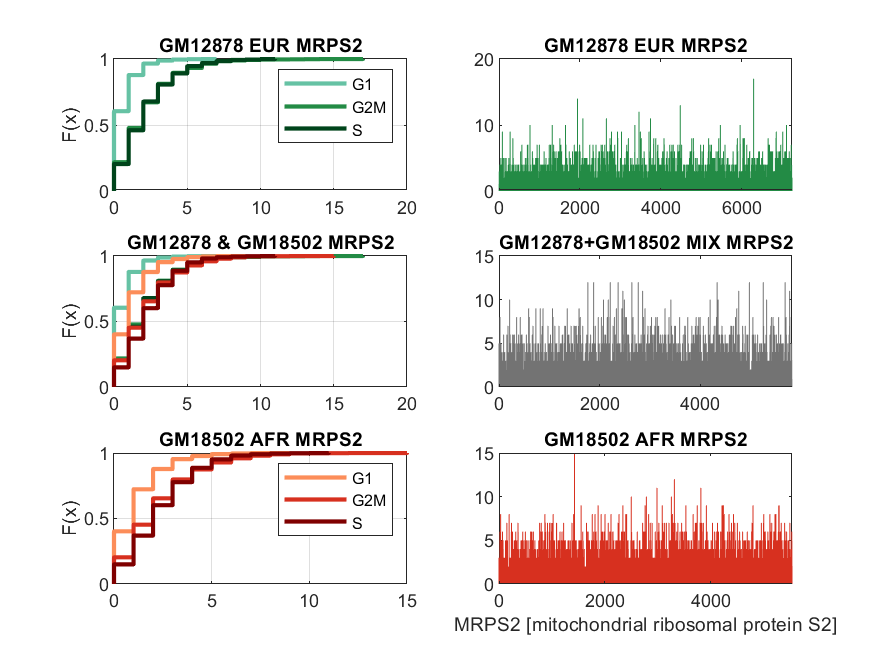 GM12878 EUR MRPS2
F(x)
1
0.5
0
0 5 10 15 20
G1
G2M
S
GM12878 EUR MRPS2
20
10
0
0 2000 4000 6000
GM12878 & GM18502 MRPS2
F(x)
1
0.5
0
0 5 10 15 20
GM12878+GM18502 MIX MRPS2
15
10
5
0
0 2000 4000
GM18502 AFR MRPS2
F(x)
1
0.5
0
0 5 10 15
G1
G2M
S
GM18502 AFR MRPS2
15
10
5
0
0 2000 4000
MRPS2 [mitochondrial ribosomal protein S2]